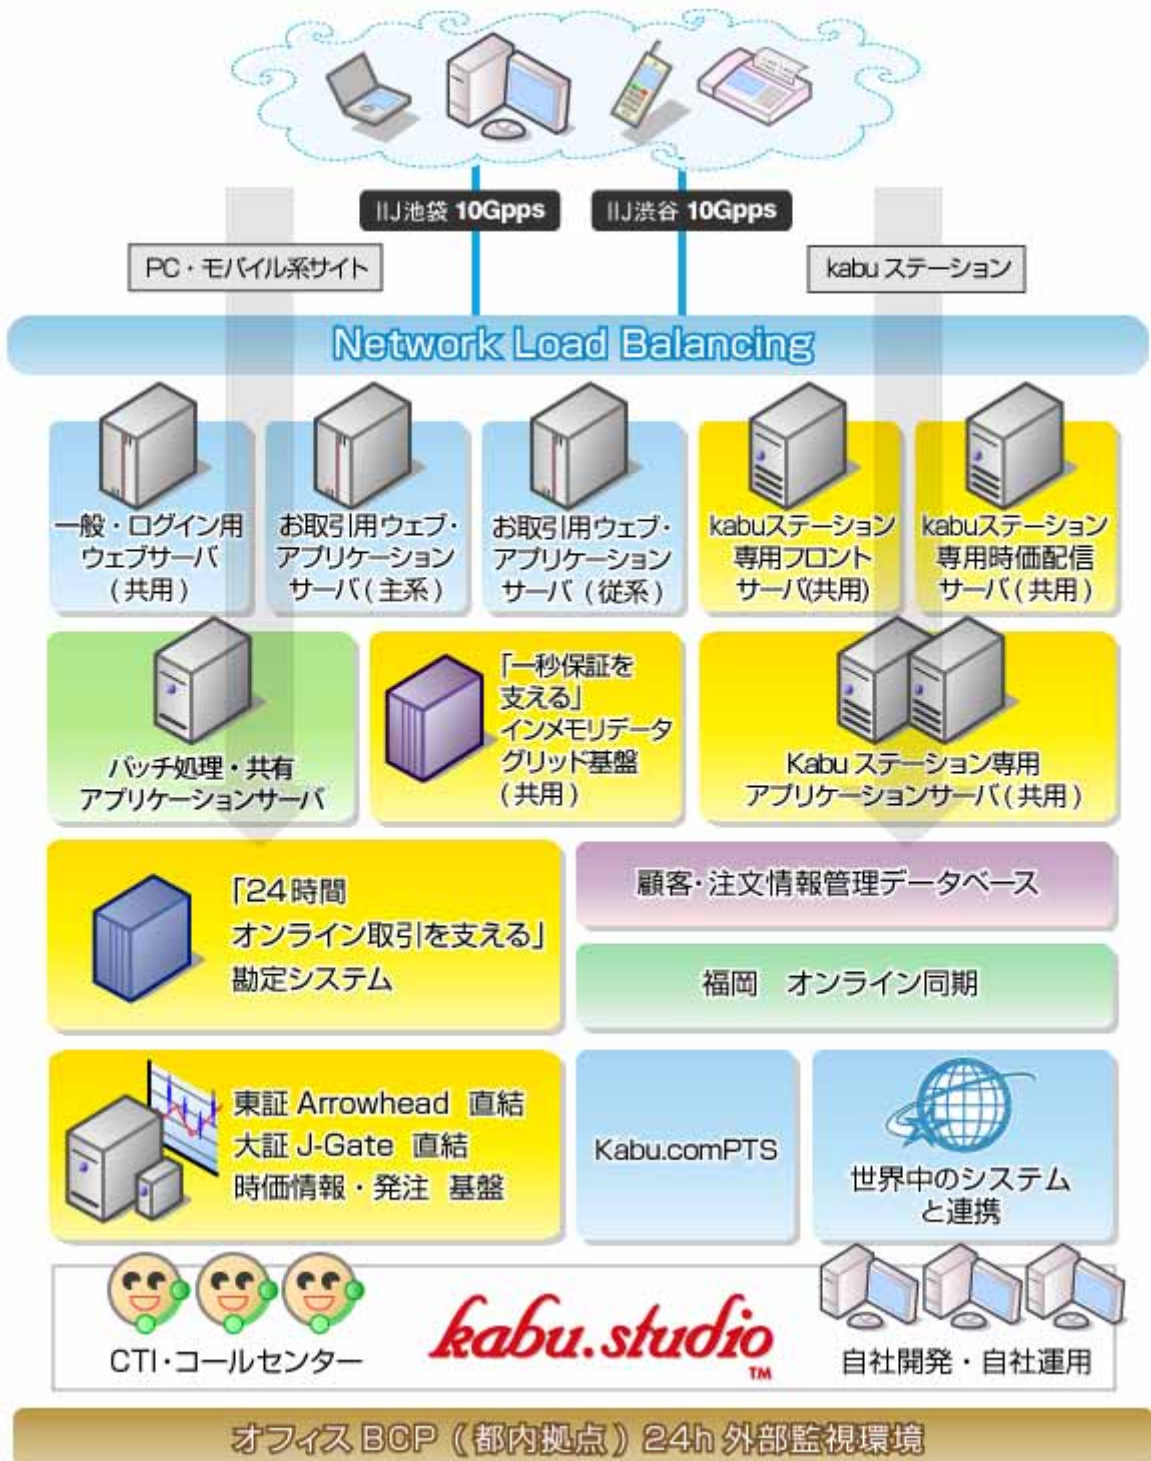 IIJ池袋 10Gpps
IIJ渋谷 10Gpps
PC・モバイル系サイト
kabu ステーション
Network Load Balancing
一般・ログイン用
ウェブサーバ
(共用)
お取引用ウェブ・
アプリケーション
サーバ(主系)
お取引用ウェブ・
アプリケーション
サーバ(従系)
kabuステーション
専用フロント
サーバ(共用)
kabuステーション
専用時価配信
サーバ(共用)
バッチ処理・共有
アプリケーションサーバ
「一秒保証を
支える」
インメモリデータ
グリッド基盤
(共用)
Kabu ステーション専用
アプリケーションサーバ(共用)
「24時間
オンライン取引を支える」
勘定システム
顧客・注文情報管理データベース
福岡 オンライン同期
東証 Arrowhead 直結
大証 J-Gate 直結
時価情報・発注 基盤
Kabu.comPTS
世界中のシステム
と連携
CTI・コールセンター
kabu.studio
TM
自社開発・自社運用
オフィス BCP (都内拠点) 24h 外部監視環境